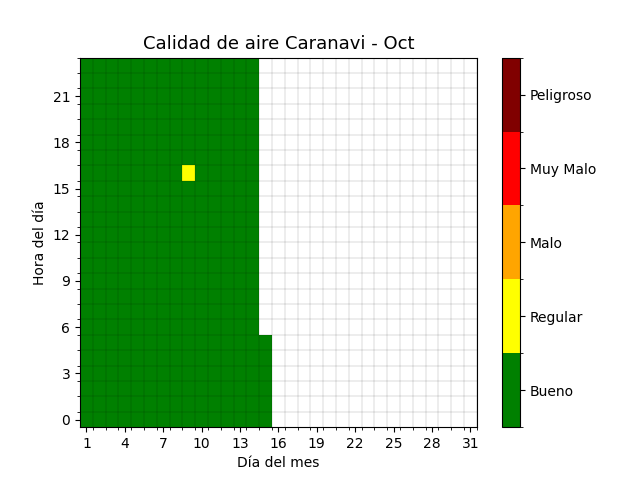 Calidad de aire Caranavi - Oct
Hora del día
21
18
15
12
9
6
3
0
1 4 7 10 13 16 19 22 25 28 31
Día del mes
Peligroso
Muy Malo
Malo
Regular
Bueno